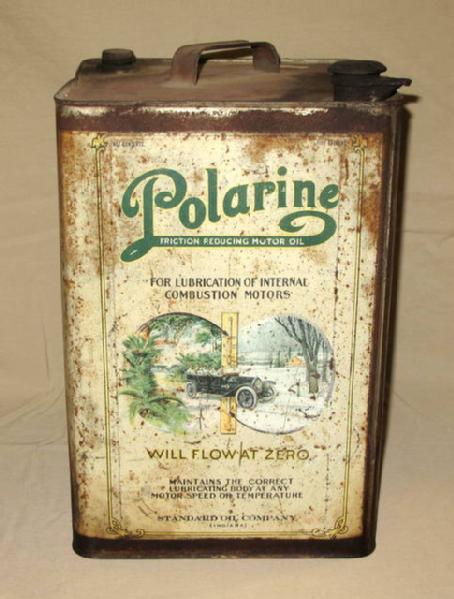 Polarine
FRICTION REDUCING MOTOR OIL
FOR LUBRICATION OF INTERNAL
COMBUSTION MOTORS
WILL FLOW AT ZERO
MAINTAINS THE CORRECT
LUBRICATING BODY AT ANY
MOTOR SPEED OR TEMPERATURE
STANDARD OIL COMPANY
(INDIANA)